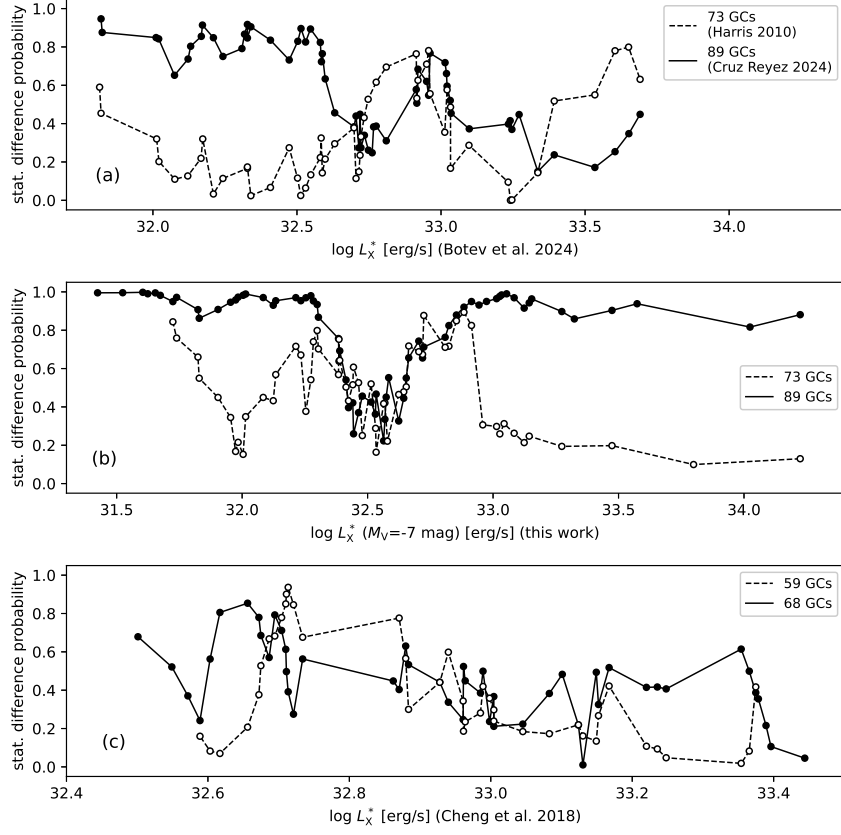 1.0
0.8
0.6
0.4
0.2
0.0
stat. difference probability
(a)
73 GCs
(Harris 2010)
89 GCs
(Cruz Reyez 2024)
32.0 32.5 33.0 33.5 34.0
log L*X [erg/s] (Botev et al. 2024)
1.0
0.8
0.6
0.4
0.2
0.0
stat. difference probability
(b)
73 GCs
89 GCs
31.5 32.0 32.5 33.0 33.5 34.0
log L*X (MV=-7 mag) [erg/s] (this work)
1.0
0.8
0.6
0.4
0.2
0.0
stat. difference probability
(c)
59 GCs
68 GCs
32.4 32.6 32.8 33.0 33.2 33.4
log L*X [erg/s] (Cheng et al. 2018)